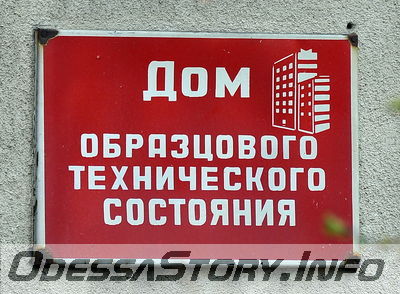 Дом
ОБРАЗЦОВОГО
ТЕХНИЧЕСКОГО
СОСТОЯНИЯ
ODESSASTORY.INFO